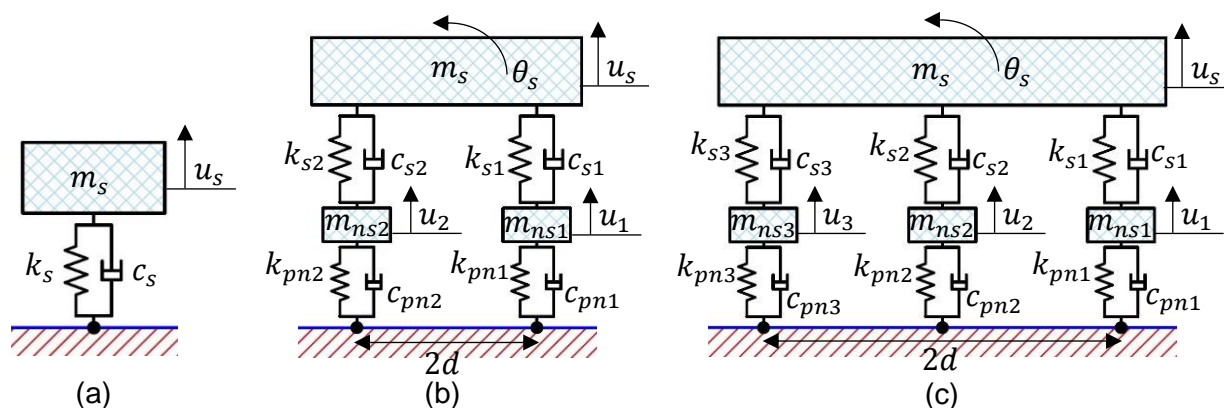 m_s
u_s
k_s
c_s
(a)
m_s
θ_s
u_s
k_s2
c_s2
k_s1
c_s1
m_ns2
u_2
m_ns1
u_1
k_pn2
c_pn2
k_pn1
c_pn1
2d
(b)
m_s
θ_s
u_s
k_s3
c_s3
k_s2
c_s2
k_s1
c_s1
m_ns3
u_3
m_ns2
u_2
m_ns1
u_1
k_pn3
c_pn3
k_pn2
c_pn2
k_pn1
c_pn1
2d
(c)